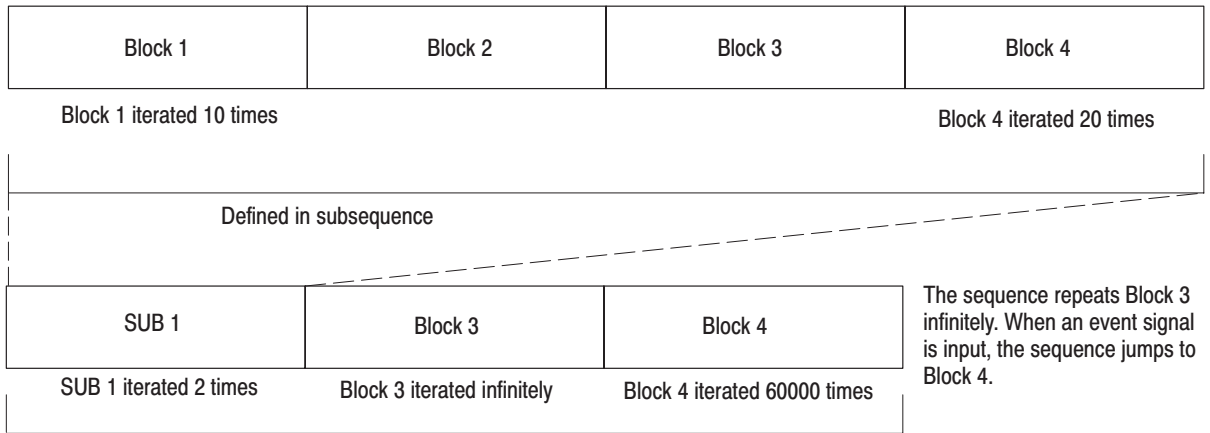 Block 1
Block 2
Block 3
Block 4
Block 1 iterated 10 times
Block 4 iterated 20 times
Defined in subsequence
SUB 1
Block 3
Block 4
The sequence repeats Block 3
infinitely. When an event signal
is input, the sequence jumps to
Block 4.
SUB 1 iterated 2 times
Block 3 iterated infinitely
Block 4 iterated 60000 times